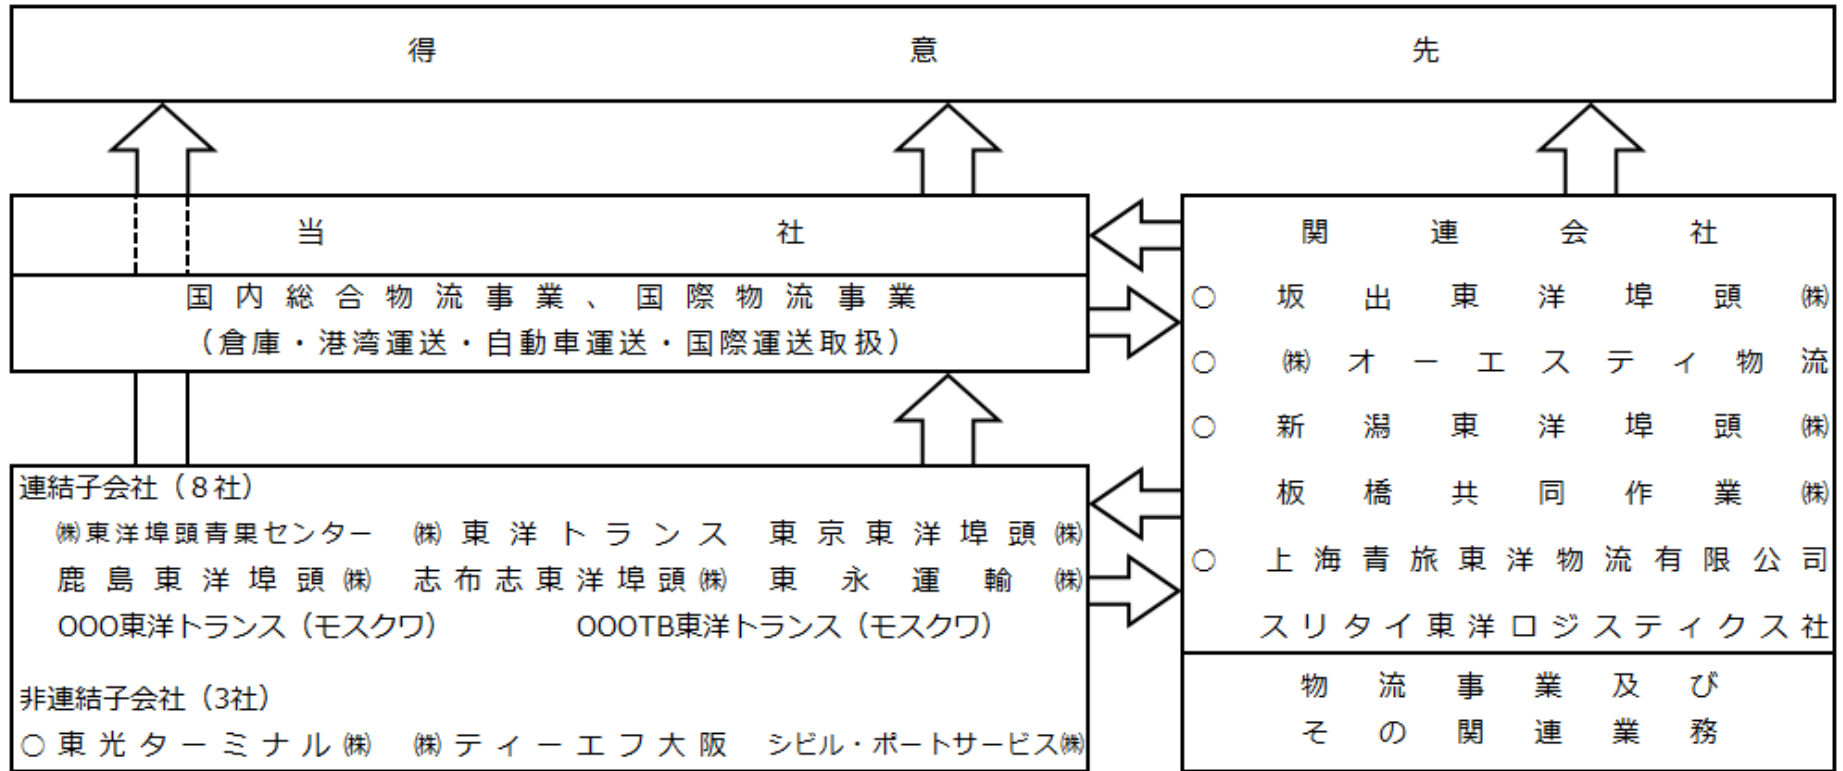 得意先
当社
国内総合物流事業、国際物流事業
（倉庫・港湾運送・自動車運送・国際運送取扱）
連結子会社（８社）
㈱東洋埠頭青果センター ㈱東洋トランス 東京東洋埠頭㈱
鹿島東洋埠頭㈱ 志布志東洋埠頭㈱ 東永運輸㈱
OOO東洋トランス（モスクワ） OOOTB東洋トランス（モスクワ）
非連結子会社（3社）
○東光ターミナル㈱ ㈱ティーエフ大阪 シビル・ポートサービス㈱
関連会社
○ 坂出東洋埠頭㈱
○ ㈱オーエスティ物流
○ 新潟東洋埠頭㈱
板橋共同作業㈱
○ 上海青旅東洋物流有限公司
スリタイ東洋ロジスティクス社
物流事業及び
その関連業務